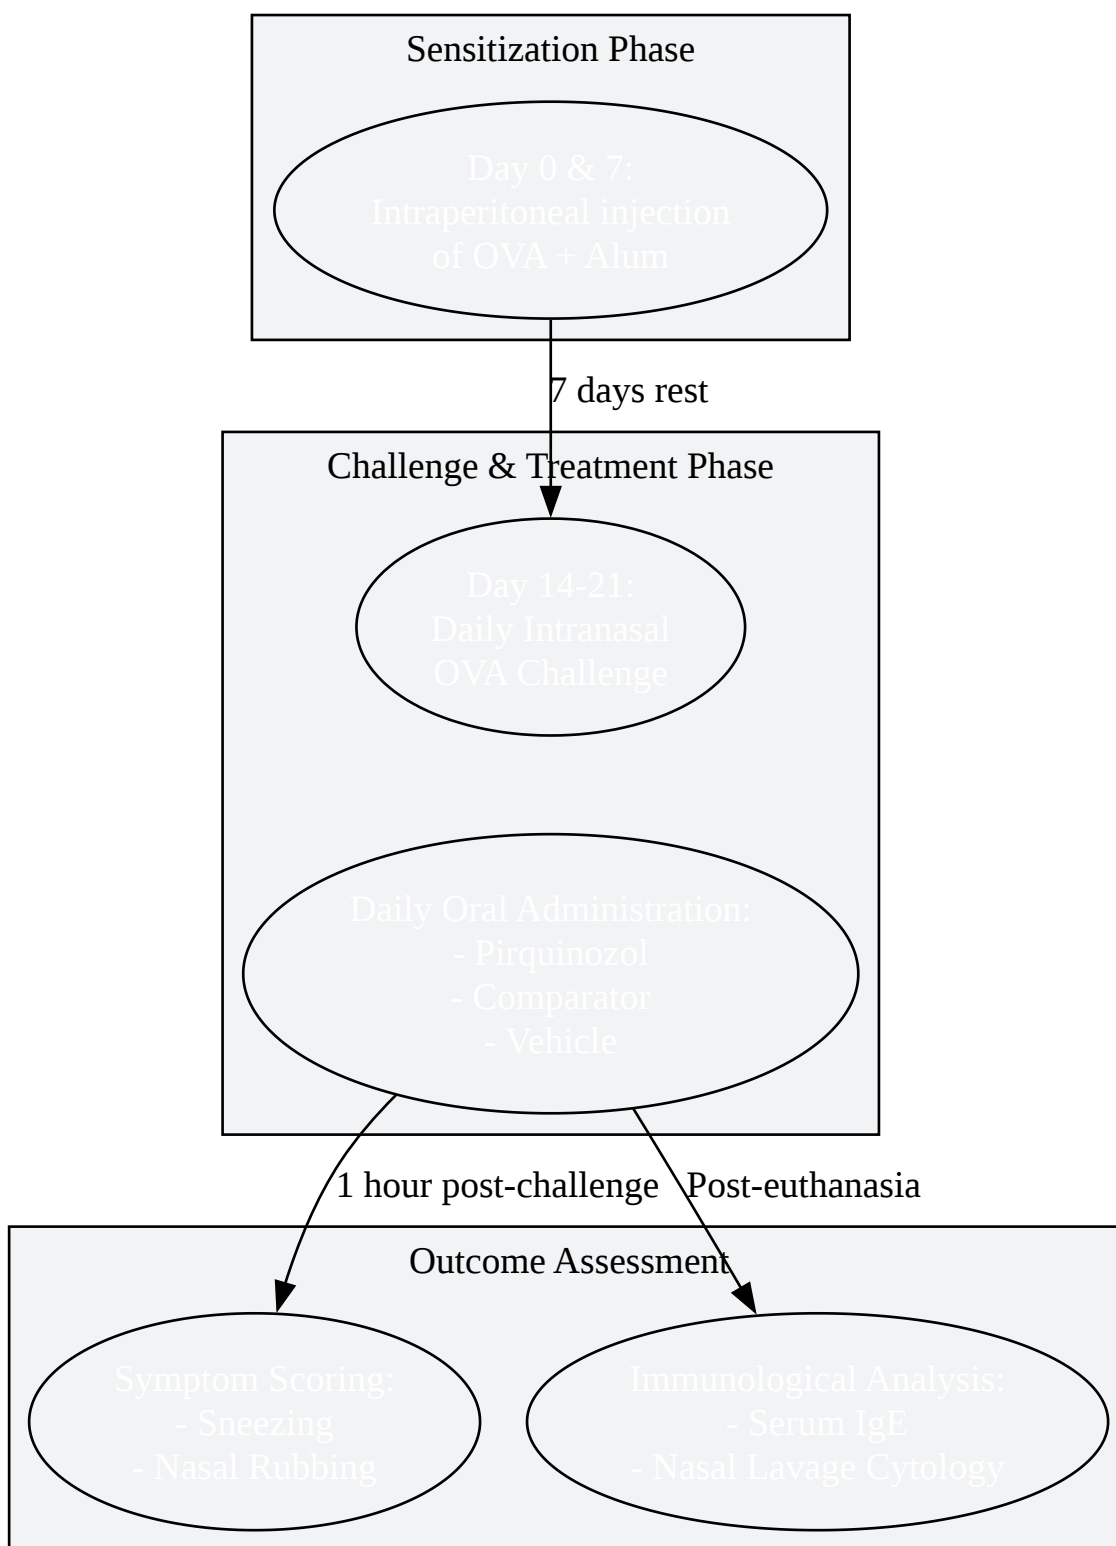 Sensitization Phase
Day 0 & 7:
Intraperitoneal injection
of OVA + Alum
7 days rest
Challenge & Treatment Phase
Day 14-21:
Daily Intranasal
OVA Challenge
Daily Oral Administration:
- Pirquinozol
- Comparator
- Vehicle
1 hour post-challenge
Post-euthanasia
Outcome Assessment
Symptom Scoring:
- Sneezing
- Nasal Rubbing
Immunological Analysis:
- Serum IgE
- Nasal Lavage Cytology